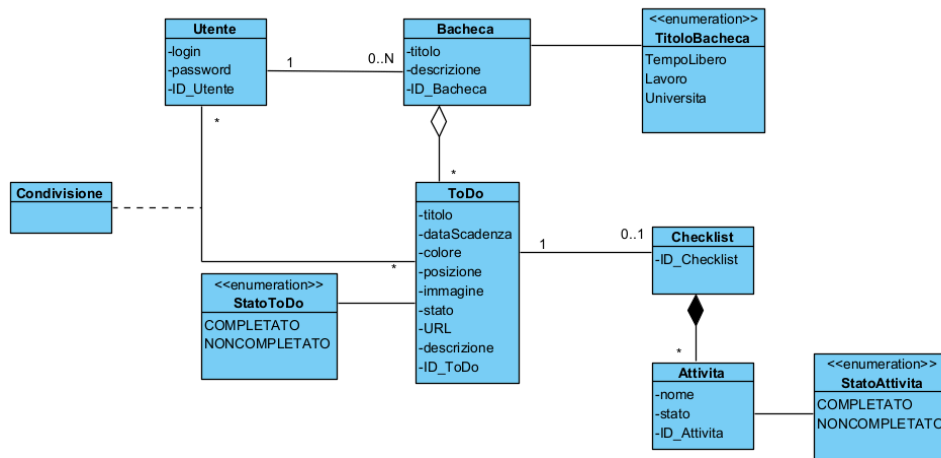 Utente
-login
-password
-ID_Utente
1
0..N
*
Bacheca
-titolo
-descrizione
-ID_Bacheca
*
<<enumeration>>
TitoloBacheca
TempoLibero
Lavoro
Universita
Condivisione
ToDo
-titolo
-dataScadenza
-colore
-posizione
-immagine
-stato
-URL
-descrizione
-ID_ToDo
*
1
0..1
<<enumeration>>
StatoToDo
COMPLETATO
NONCOMPLETATO
Checklist
-ID_Checklist
*
Attivita
-nome
-stato
-ID_Attivita
<<enumeration>>
StatoAttivita
COMPLETATO
NONCOMPLETATO